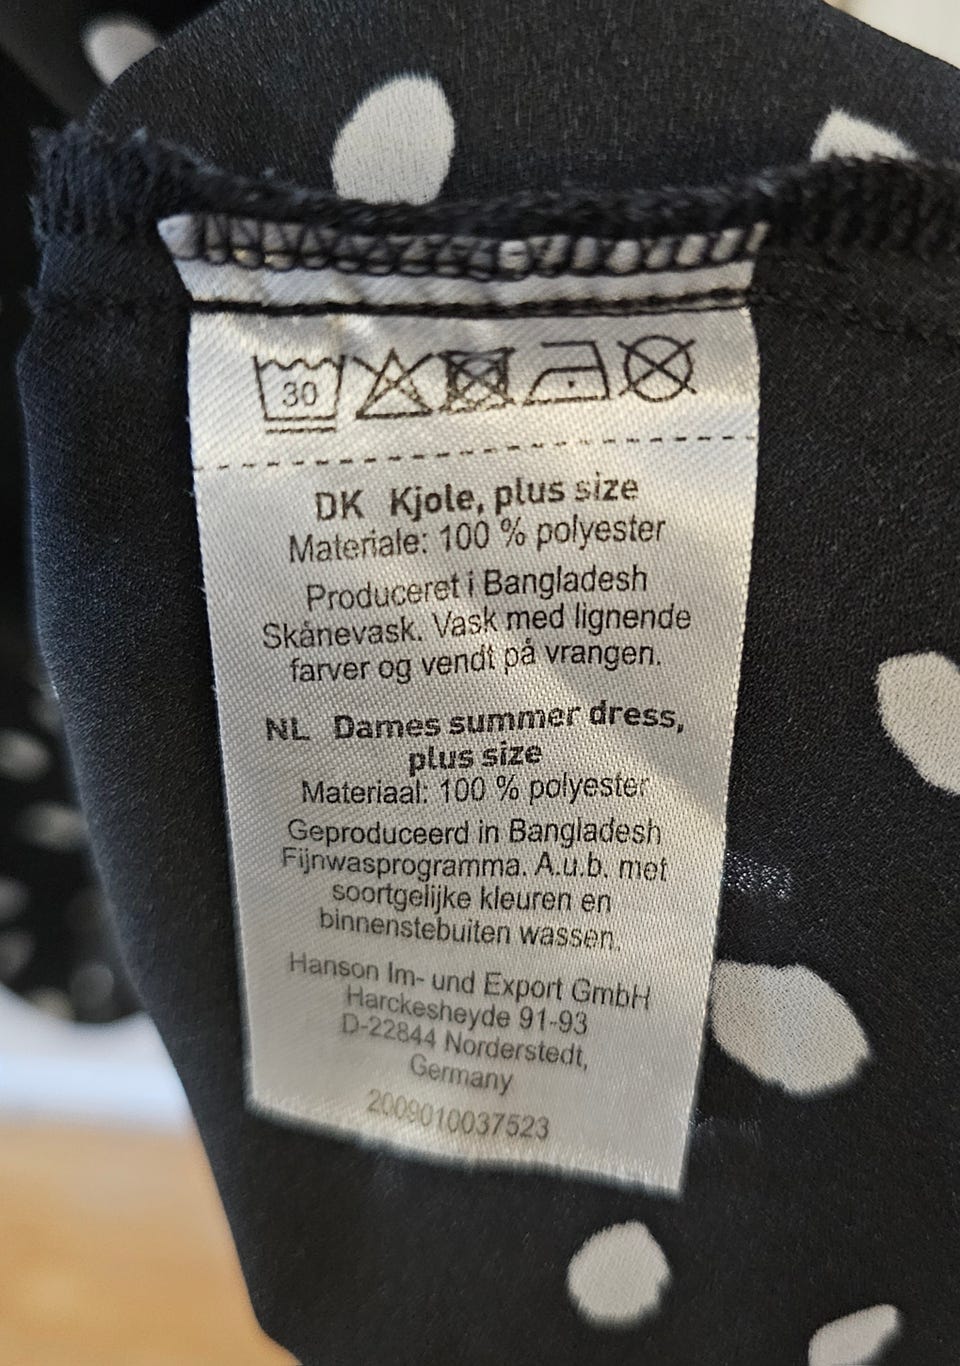 30
DK Kjole, plus size
Materiale: 100 % polyester
Produceret i Bangladesh
Skånevask. Vask med lignende
farver og vendt på vrangen.
NL Dames summer dress,
plus size
Materiaal: 100 % polyester
Geproduceerd in Bangladesh
Fijnwasprogramma. A.u.b. met
soortgelijke kleuren en
binnenstebuiten wassen.
Hanson Im- und Export GmbH
Harckesheyde 91-93
D-22844 Norderstedt,
Germany
2009010037523